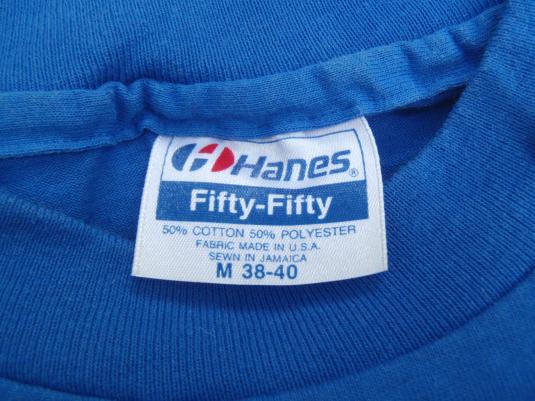 Hanes®
Fifty-Fifty
50% COTTON 50% POLYESTER
FABRIC MADE IN U.S.A.
SEWN IN JAMAICA
M 38-40